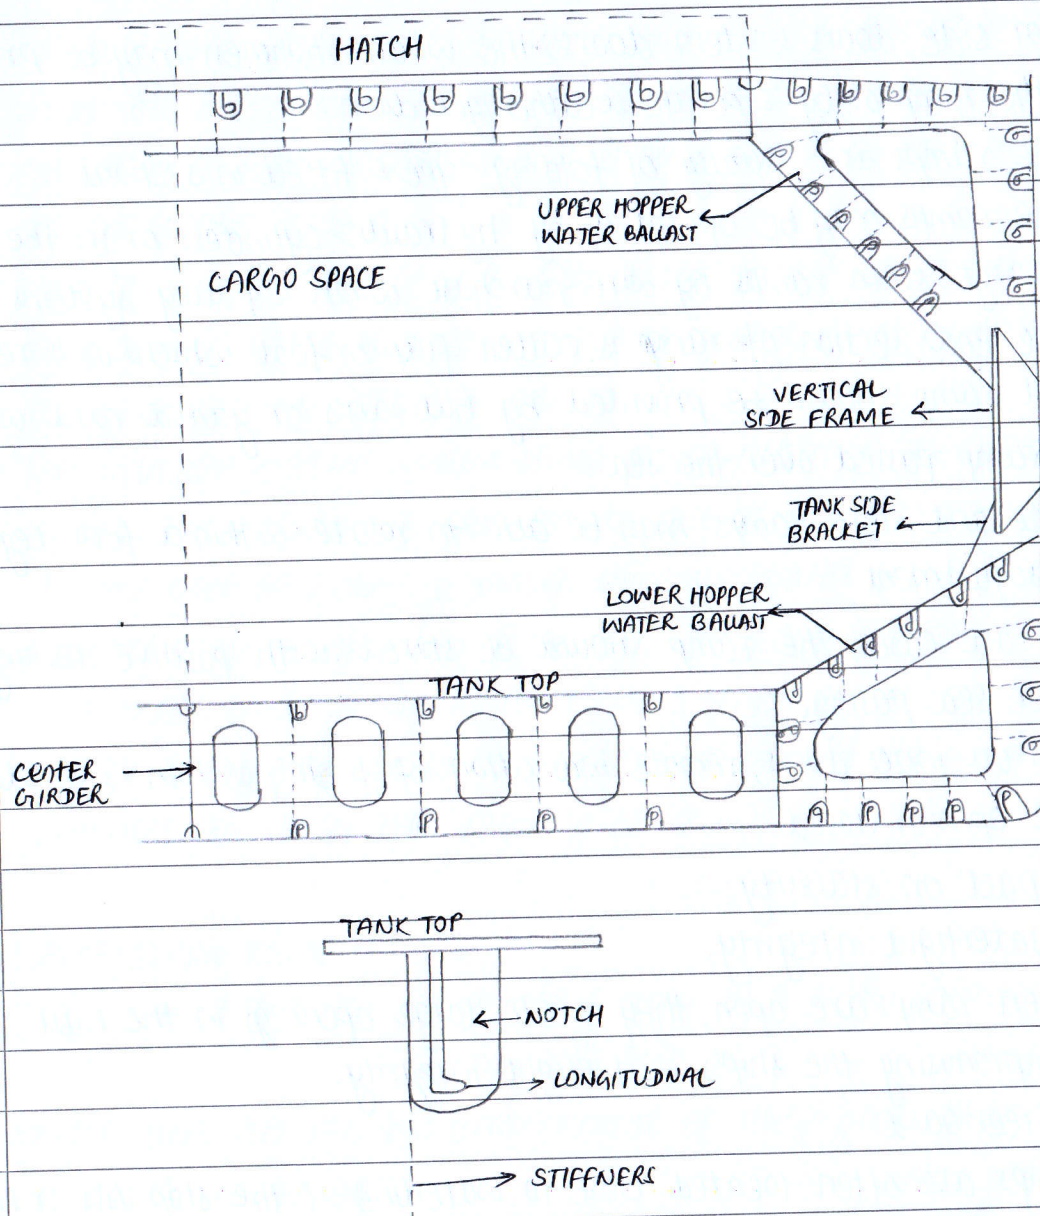 HATCH
UPPER HOPPER
WATER BALLAST
CARGO SPACE
VERTICAL
SIDE FRAME
TANK SIDE
BRACKET
LOWER HOPPER
WATER BALLAST
TANK TOP
CENTER
GIRDER
TANK TOP
NOTCH
LONGITUDNAL
STIFFNERS